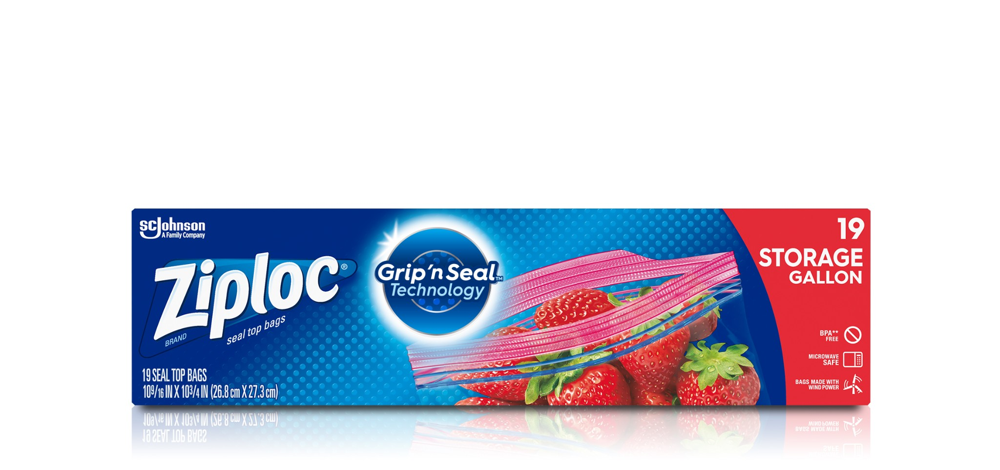 SCJohnson
A Family Company
Ziploc®
BRAND
seal top bags
19 SEAL TOP BAGS
10 9/16 IN X 10 3/4 IN (26.8 cm X 27.3 cm)
Grip 'n Seal™
Technology
19
STORAGE
GALLON
BPA**
FREE
MICROWAVE
SAFE
BAGS MADE WITH
WIND POWER